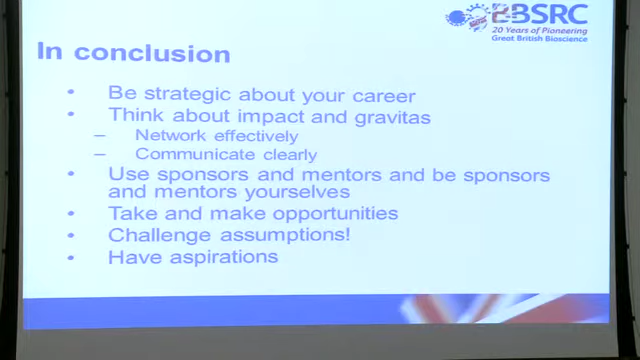 BBSRC
20 Years of Pioneering
Great British Bioscience
In conclusion
• Be strategic about your career
• Think about impact and gravitas
– Network effectively
– Communicate clearly
• Use sponsors and mentors and be sponsors
and mentors yourselves
• Take and make opportunities
• Challenge assumptions!
• Have aspirations